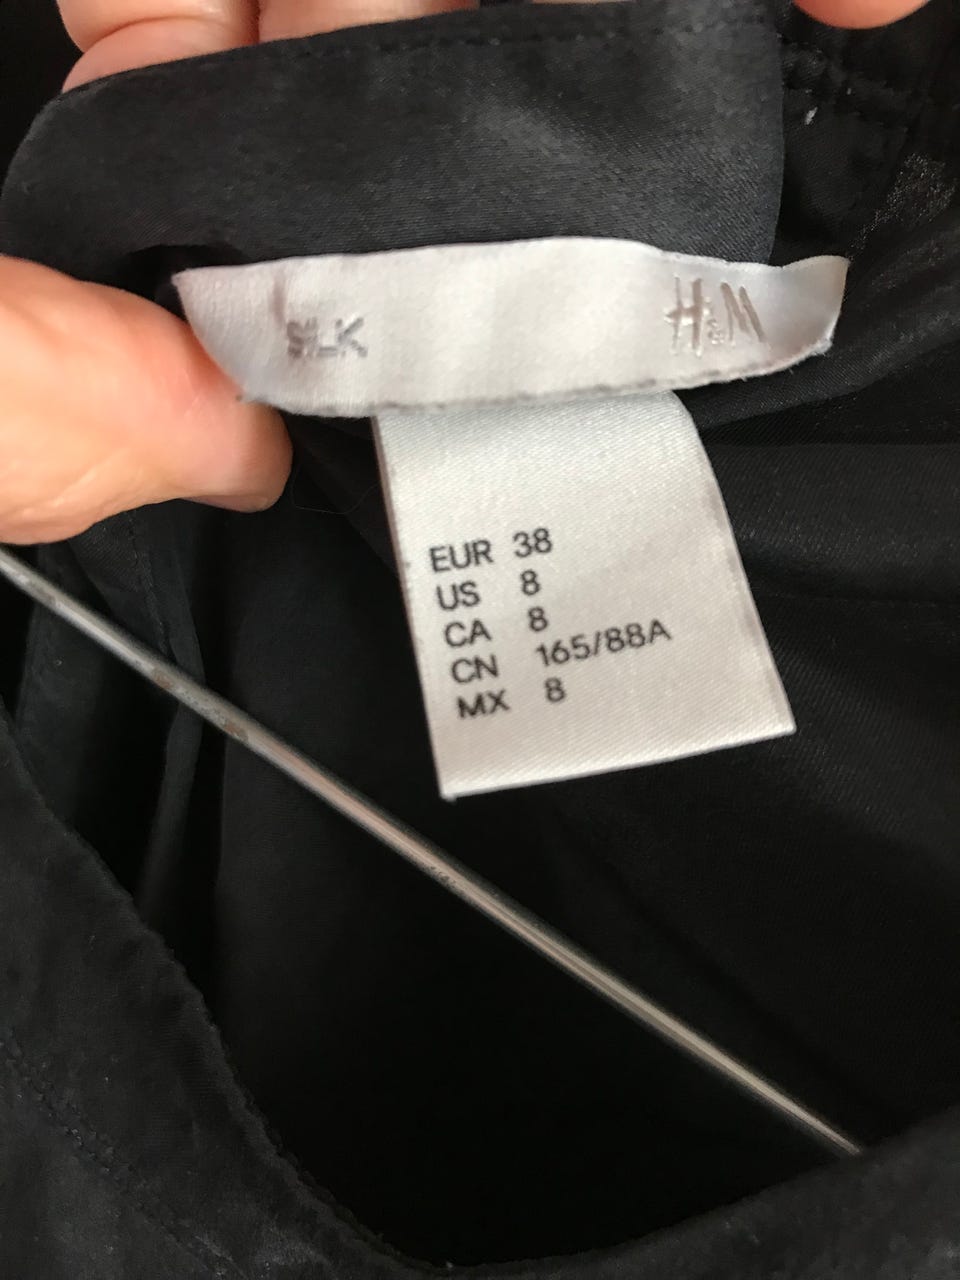 SILK H&M
EUR 38
US 8
CA 8
CN 165/88A
MX 8